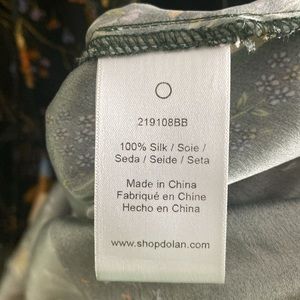 219108BB
100% Silk / Soie /
Seda / Seide / Seta
Made in China
Fabriqué en Chine
Hecho en China
www.shopdolan.com